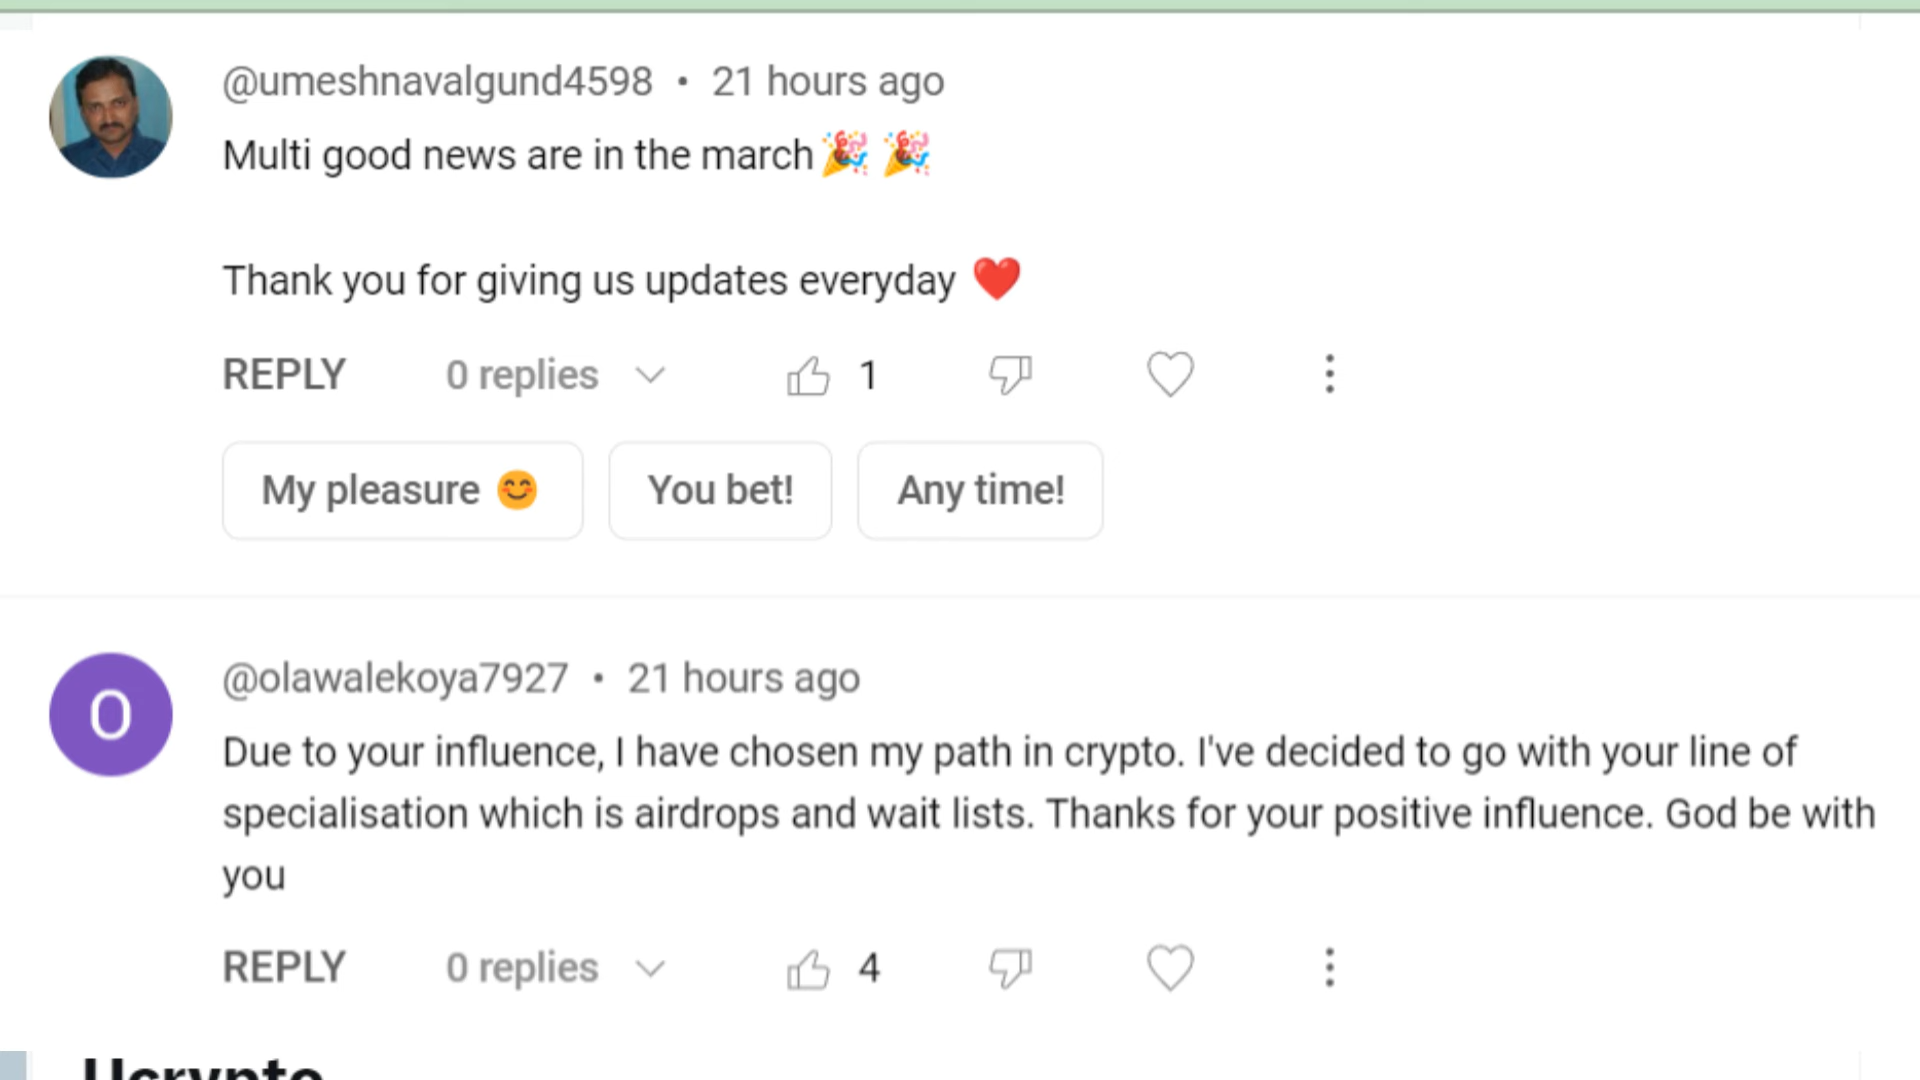 @umeshnavalgund4598 • 21 hours ago
Multi good news are in the march🎉 🎉
Thank you for giving us updates everyday ❤️
REPLY 0 replies 1
My pleasure 😊 You bet! Any time!
O
@olawalekoya7927 • 21 hours ago
Due to your influence, I have chosen my path in crypto. I've decided to go with your line of
specialisation which is airdrops and wait lists. Thanks for your positive influence. God be with
you
REPLY 0 replies 4
Ucrypto